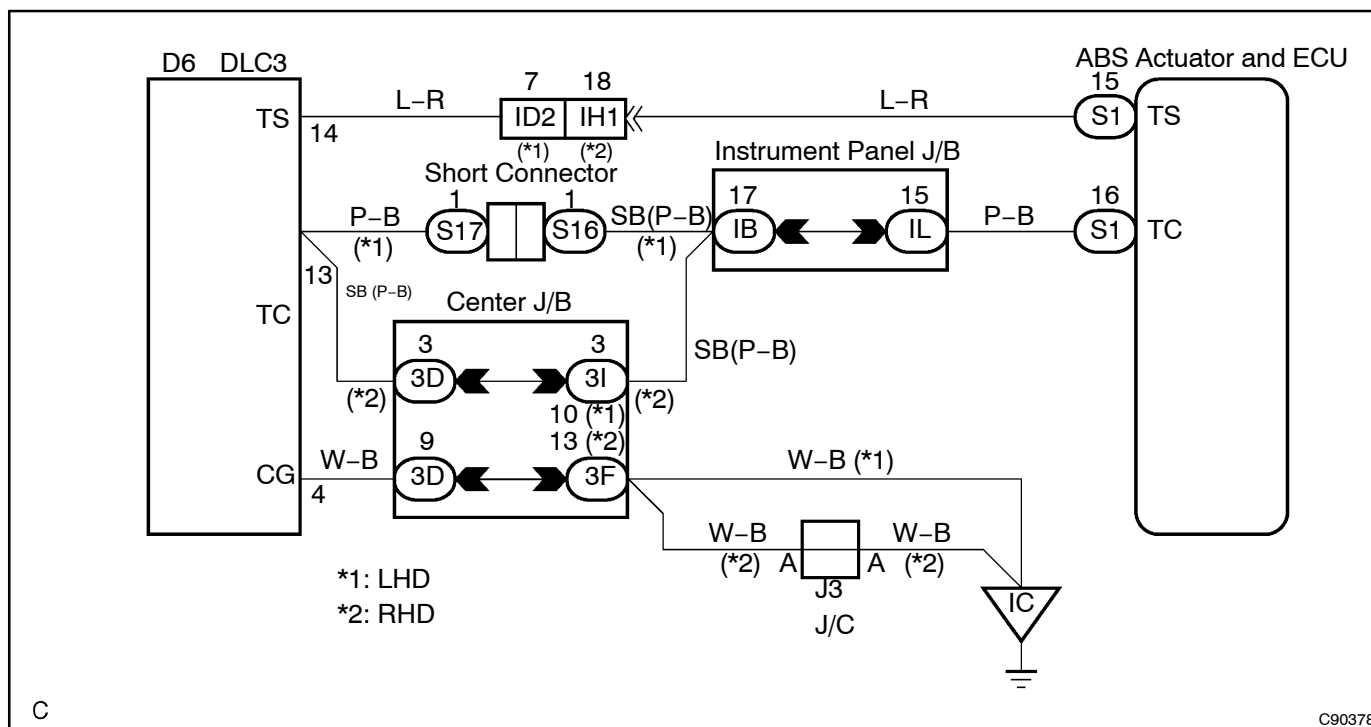 D6 DLC3
ABS Actuator and ECU
7 18 15
L−R L−R
TS ID2 IH1 S1 TS
14 (*1) (*2)
Instrument Panel J/B
Short Connector
1 1 17 15 16
P−B SB(P−B) P−B
S17 S16 IB IL S1 TC
(*1) (*1)
13
SB (P−B)
TC Center J/B
3 3 SB(P−B)
3D 3I
(*2) (*2)
10 (*1)
9 13 (*2)
W−B W−B (*1)
CG 3D 3F
4
W−B W−B
(*2) A A (*2)
*1: LHD J3
*2: RHD J/C
IC
C C90378